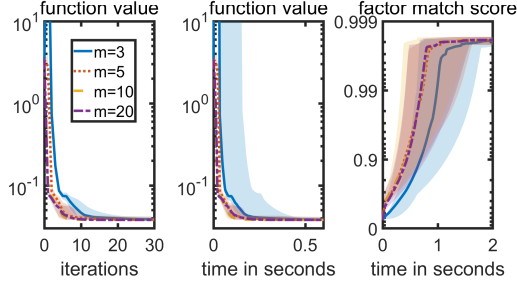 function value
10^1
10^0
10^-1
m=3
m=5
m=10
m=20
0 10 20 30
iterations
function value
10^1
10^0
10^-1
0 0.5
time in seconds
factor match score
0.999
0.99
0.9
0
0 1 2
time in seconds